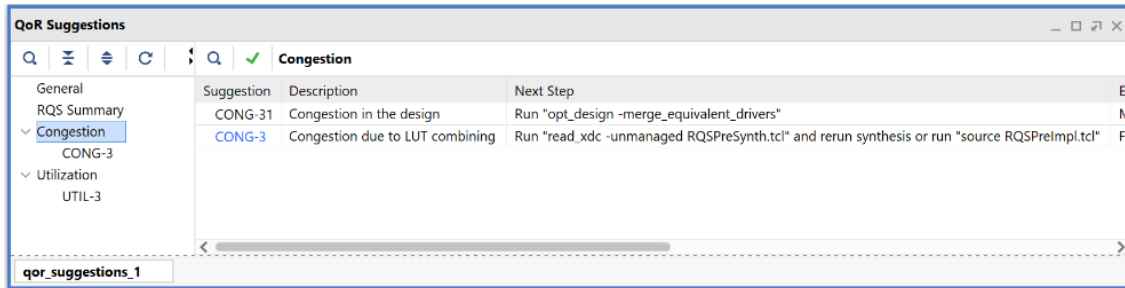 QoR Suggestions
Congestion
General
RQS Summary
Congestion
CONG-3
Utilization
UTIL-3
Suggestion Description Next Step E
CONG-31 Congestion in the design Run "opt_design -merge_equivalent_drivers"
CONG-3 Congestion due to LUT combining Run "read_xdc -unmanaged RQSPreSynth.tcl" and rerun synthesis or run "source RQSPreImpl.tcl" F
qor_suggestions_1